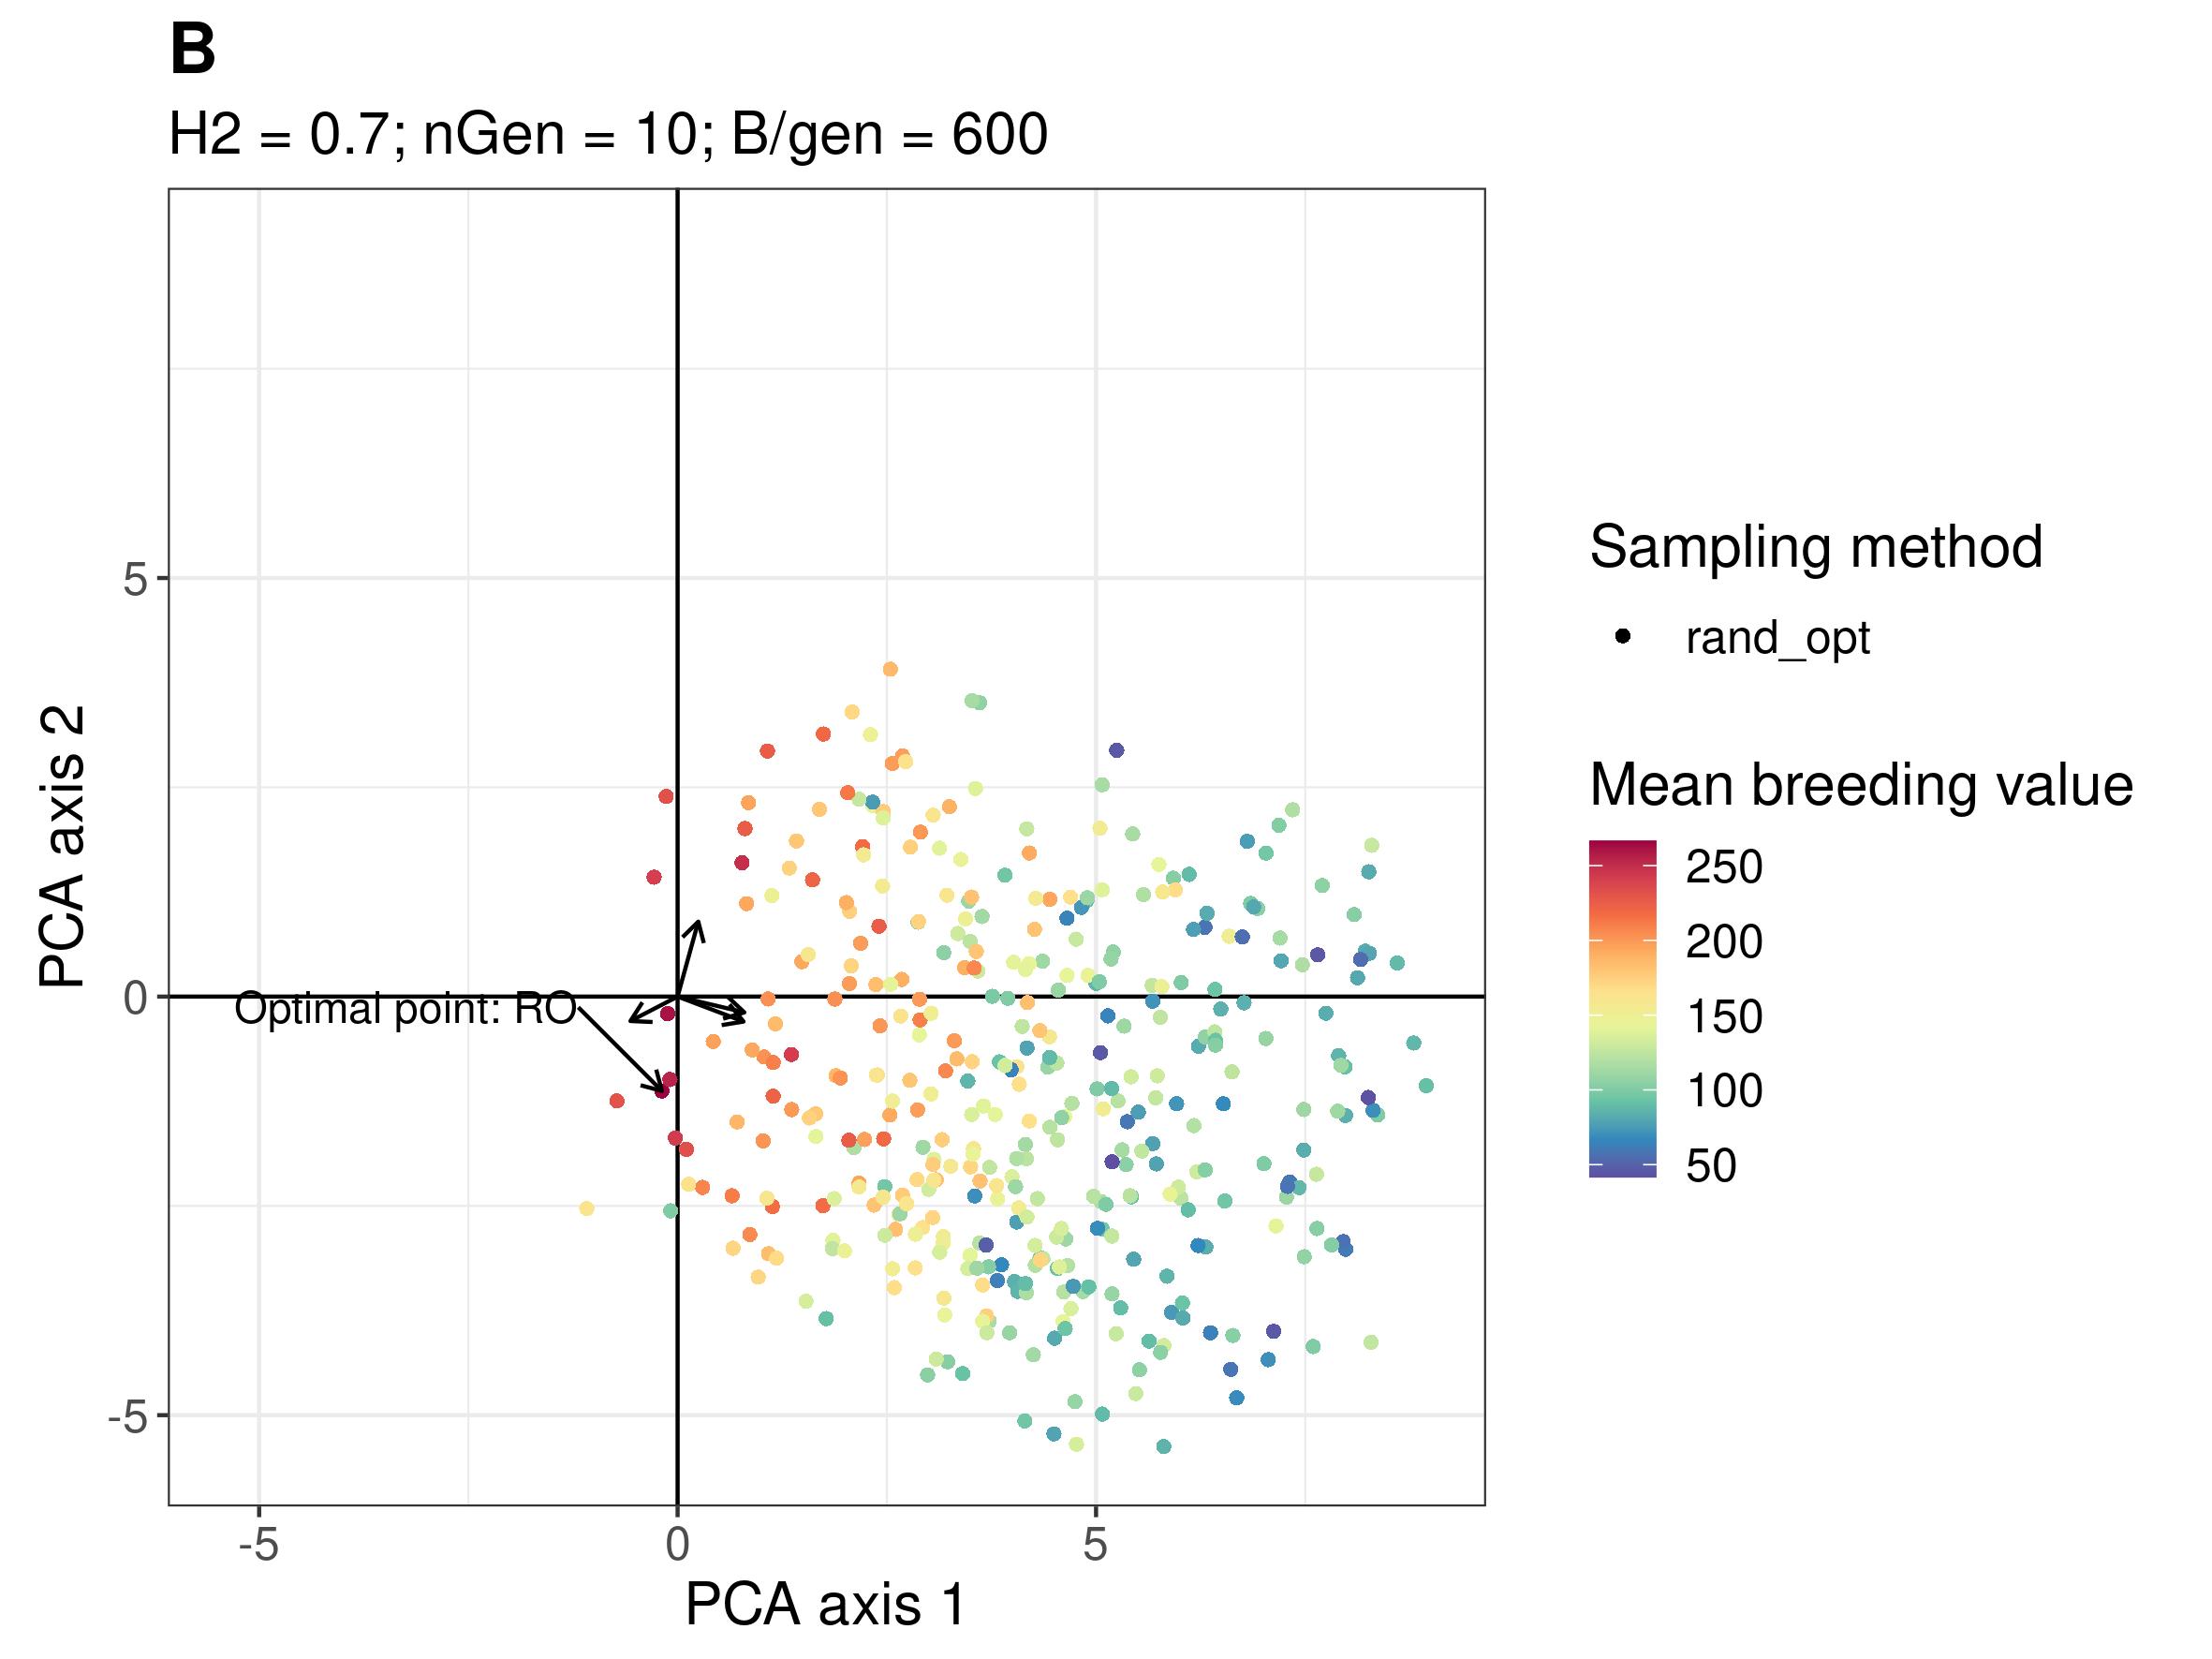 B
H2 = 0.7; nGen = 10; B/gen = 600
PCA axis 2
5
0
-5
Optimal point: RO
-5
0
5
PCA axis 1
Sampling method
rand_opt
Mean breeding value
250
200
150
100
50